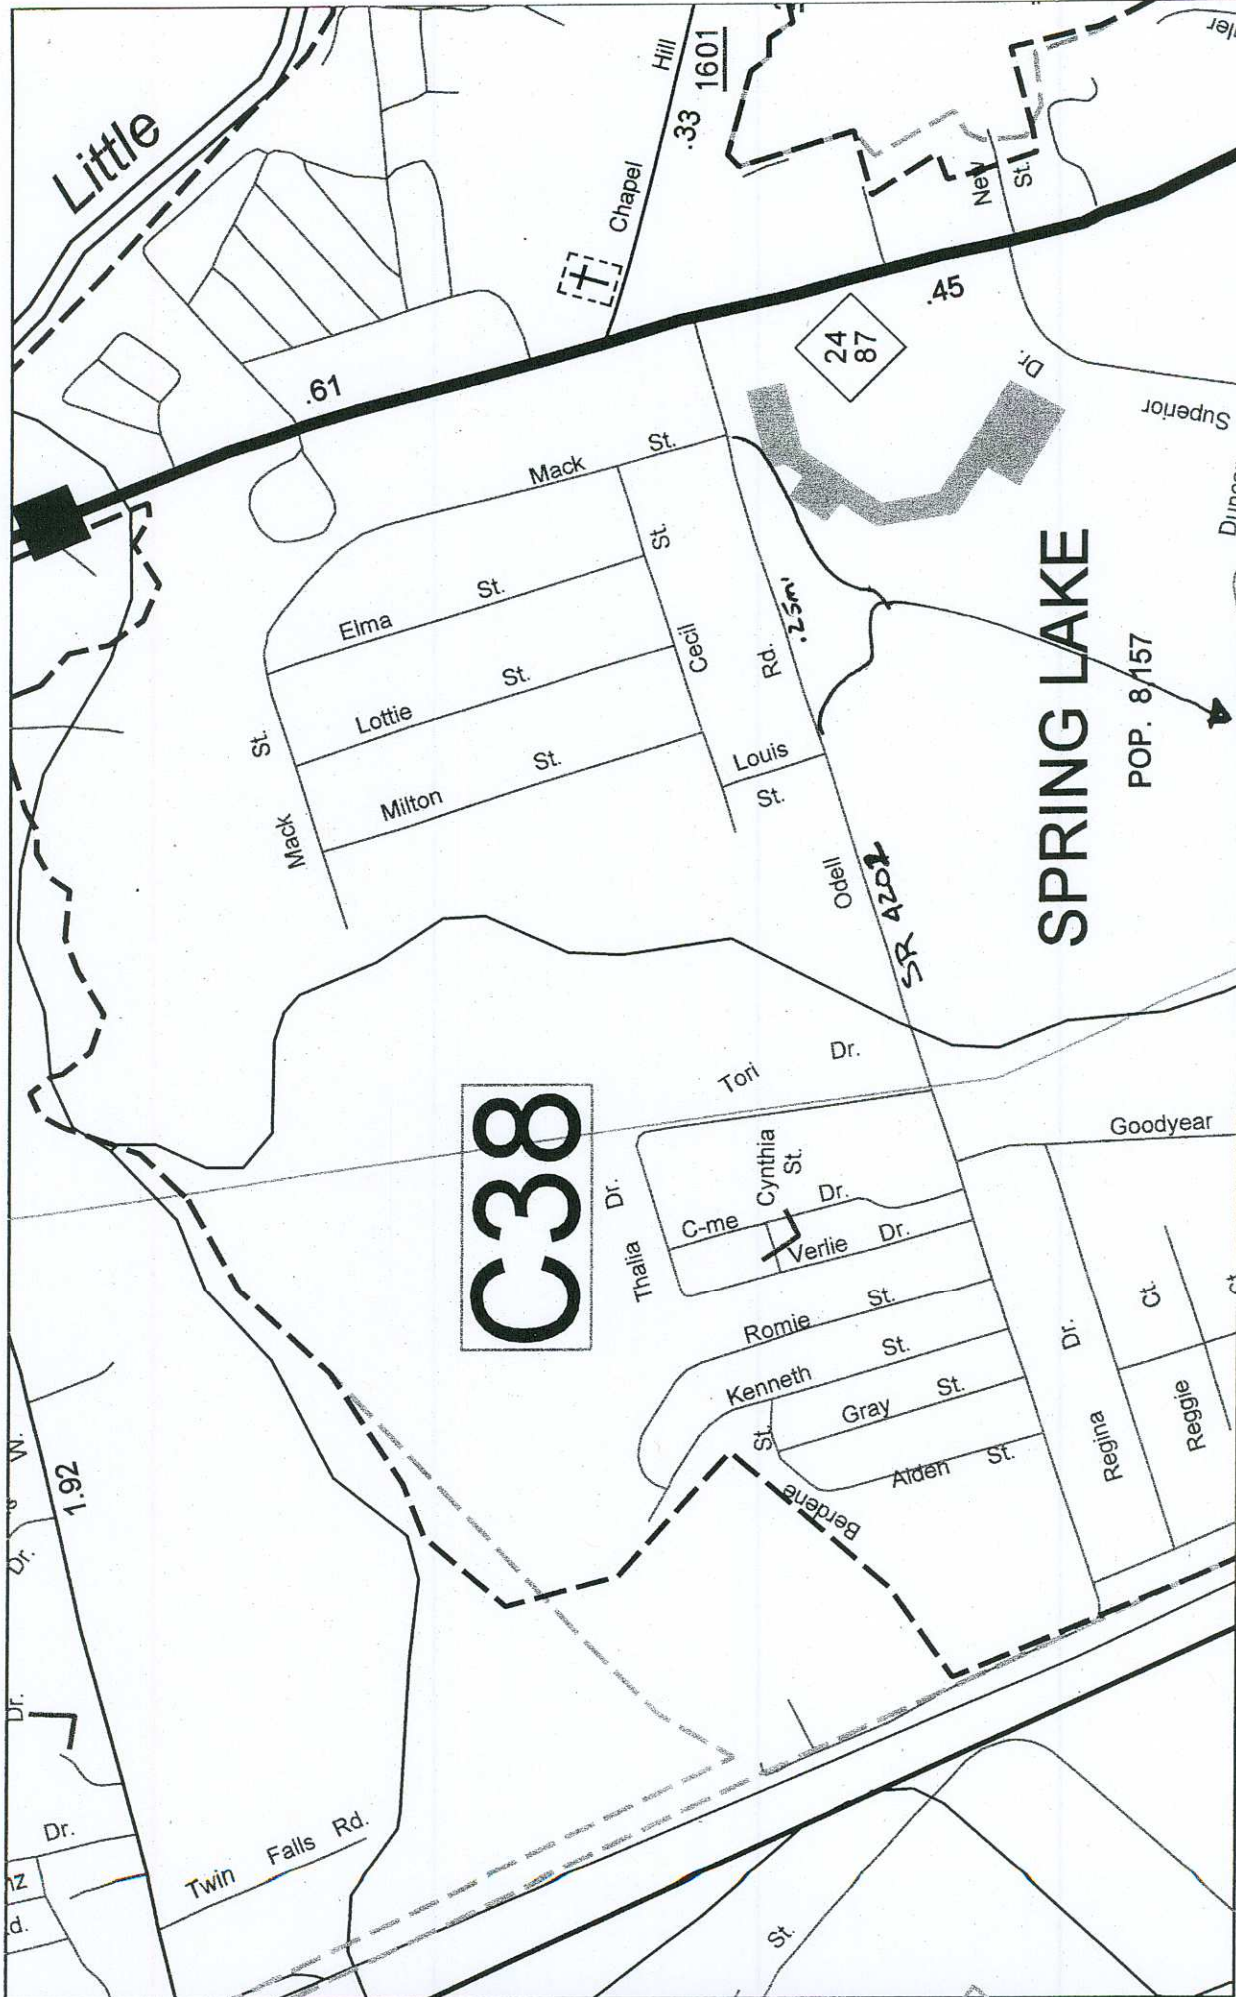 Little
Hill
1601
.33
Chapel
New
St.
.61
24
87
.45
Dr.
Superior
Mack
St.
Elma
St.
Lottie
St.
Milton
St.
Cecil
St.
Mack
St.
Louis
St.
Odell
Rd.
.25mi
SR 4202
SPRING LAKE
POP. 8,157
C38
Tori
Dr.
Thalia
Dr.
C-me
Dr.
Cynthia
St.
Verlie
Dr.
Romie
St.
Kenneth
St.
Gray
St.
Alden
St.
Berdene
St.
Goodyear
Regina
Dr.
Reggie
Ct.
Ct.
W.
1.92
Dr.
Dr.
Dr.
nz
d.
Twin Falls Rd.
St.